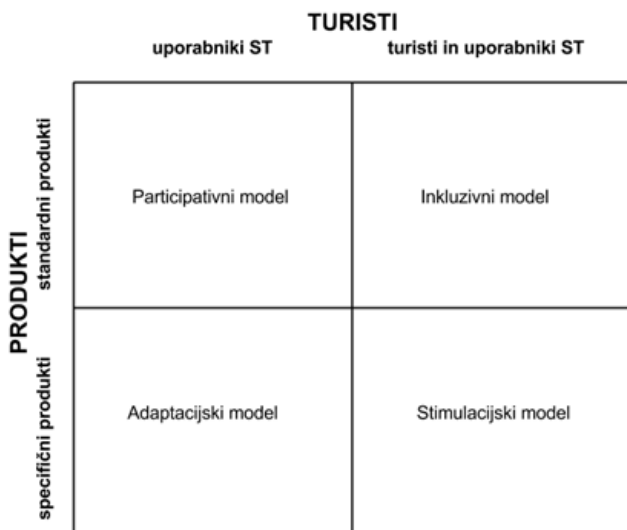 TURISTI
uporabniki ST
turisti in uporabniki ST
PRODUKTI
standardni produkti
Participativni model
Inkluzivni model
specifični produkti
Adaptacijski model
Stimulacijski model